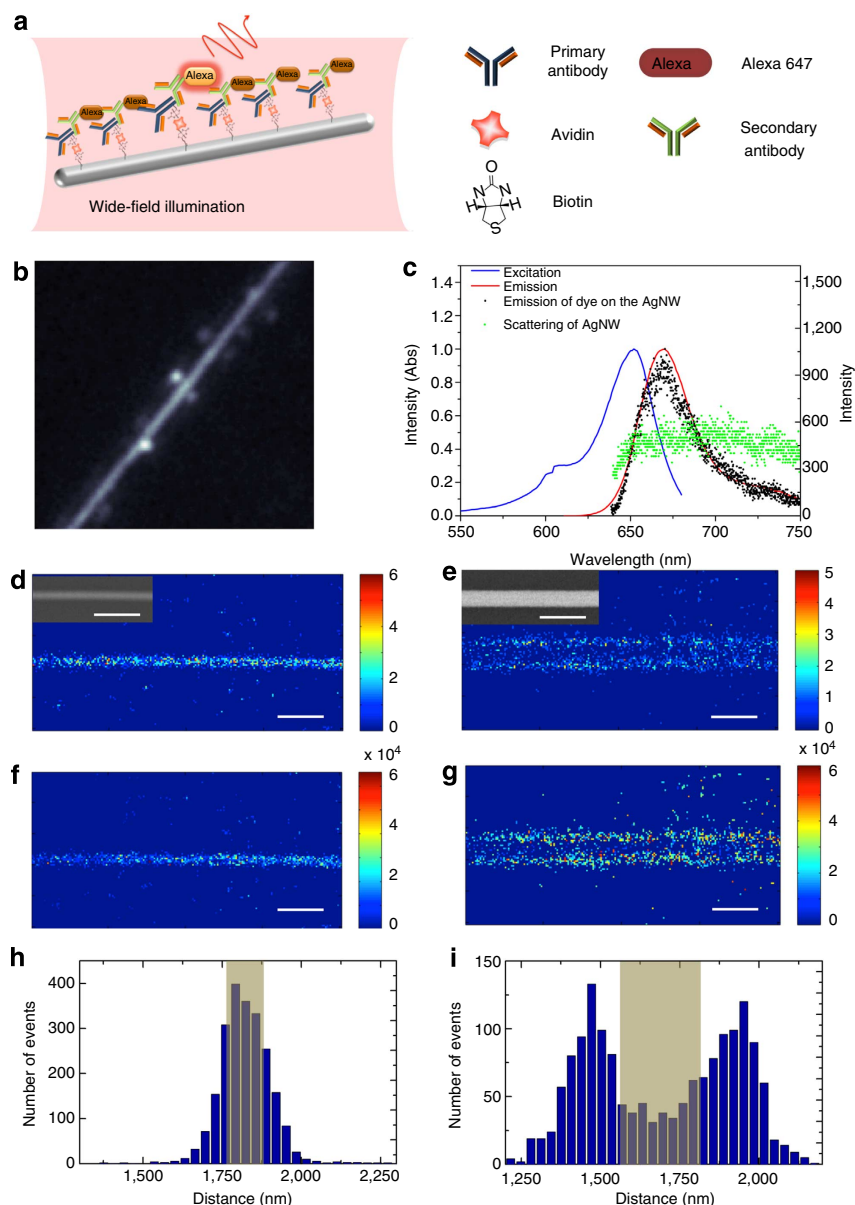 a
Alexa
Alexa
Alexa
Alexa
Alexa
Alexa
Alexa
Wide-field illumination
Primary
antibody
Alexa
Alexa 647
Avidin
Secondary
antibody
O
N
N
H
H
S
Biotin
b
c
Excitation
Emission
Emission of dye on the AgNW
Scattering of AgNW
1.4
1.2
1.0
0.8
0.6
0.4
0.2
0.0
Intensity (Abs)
1,500
1,200
900
600
300
0
Intensity
550
600
650
700
750
Wavelength (nm)
d
6
4
2
0
e
5
4
3
2
1
0
f
x 10⁴
6
4
2
0
g
x 10⁴
6
4
2
0
h
400
300
200
100
0
Number of events
1,500
1,750
2,000
2,250
Distance (nm)
i
150
100
50
0
Number of events
1,250
1,500
1,750
2,000
Distance (nm)